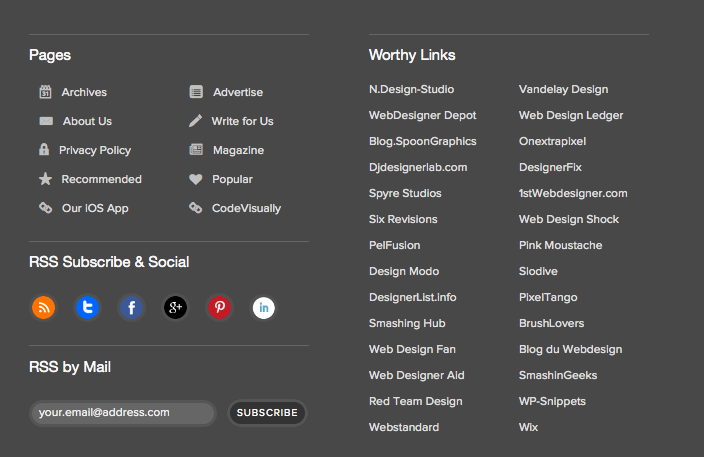 Pages
31 Archives
Advertise
About Us
Write for Us
Privacy Policy
Magazine
Recommended
Popular
Our iOS App
CodeVisually
RSS Subscribe & Social
t f g+ in
RSS by Mail
your.email@address.com
SUBSCRIBE
Worthy Links
N.Design-Studio
Vandelay Design
WebDesigner Depot
Web Design Ledger
Blog.SpoonGraphics
Onextrapixel
Djdesignerlab.com
DesignerFix
Spyre Studios
1stWebdesigner.com
Six Revisions
Web Design Shock
PelFusion
Pink Moustache
Design Modo
Slodive
DesignerList.info
PixelTango
Smashing Hub
BrushLovers
Web Design Fan
Blog du Webdesign
Web Designer Aid
SmashinGeeks
Red Team Design
WP-Snippets
Webstandard
Wix